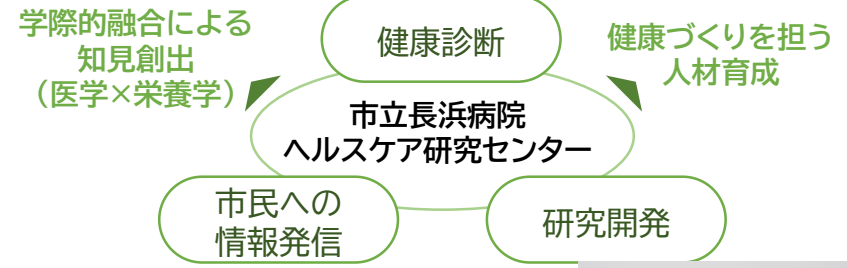 学際的融合による
知見創出
（医学×栄養学）
健康診断
健康づくりを担う
人材育成
市立長浜病院
ヘルスケア研究センター
市民への
情報発信
研究開発